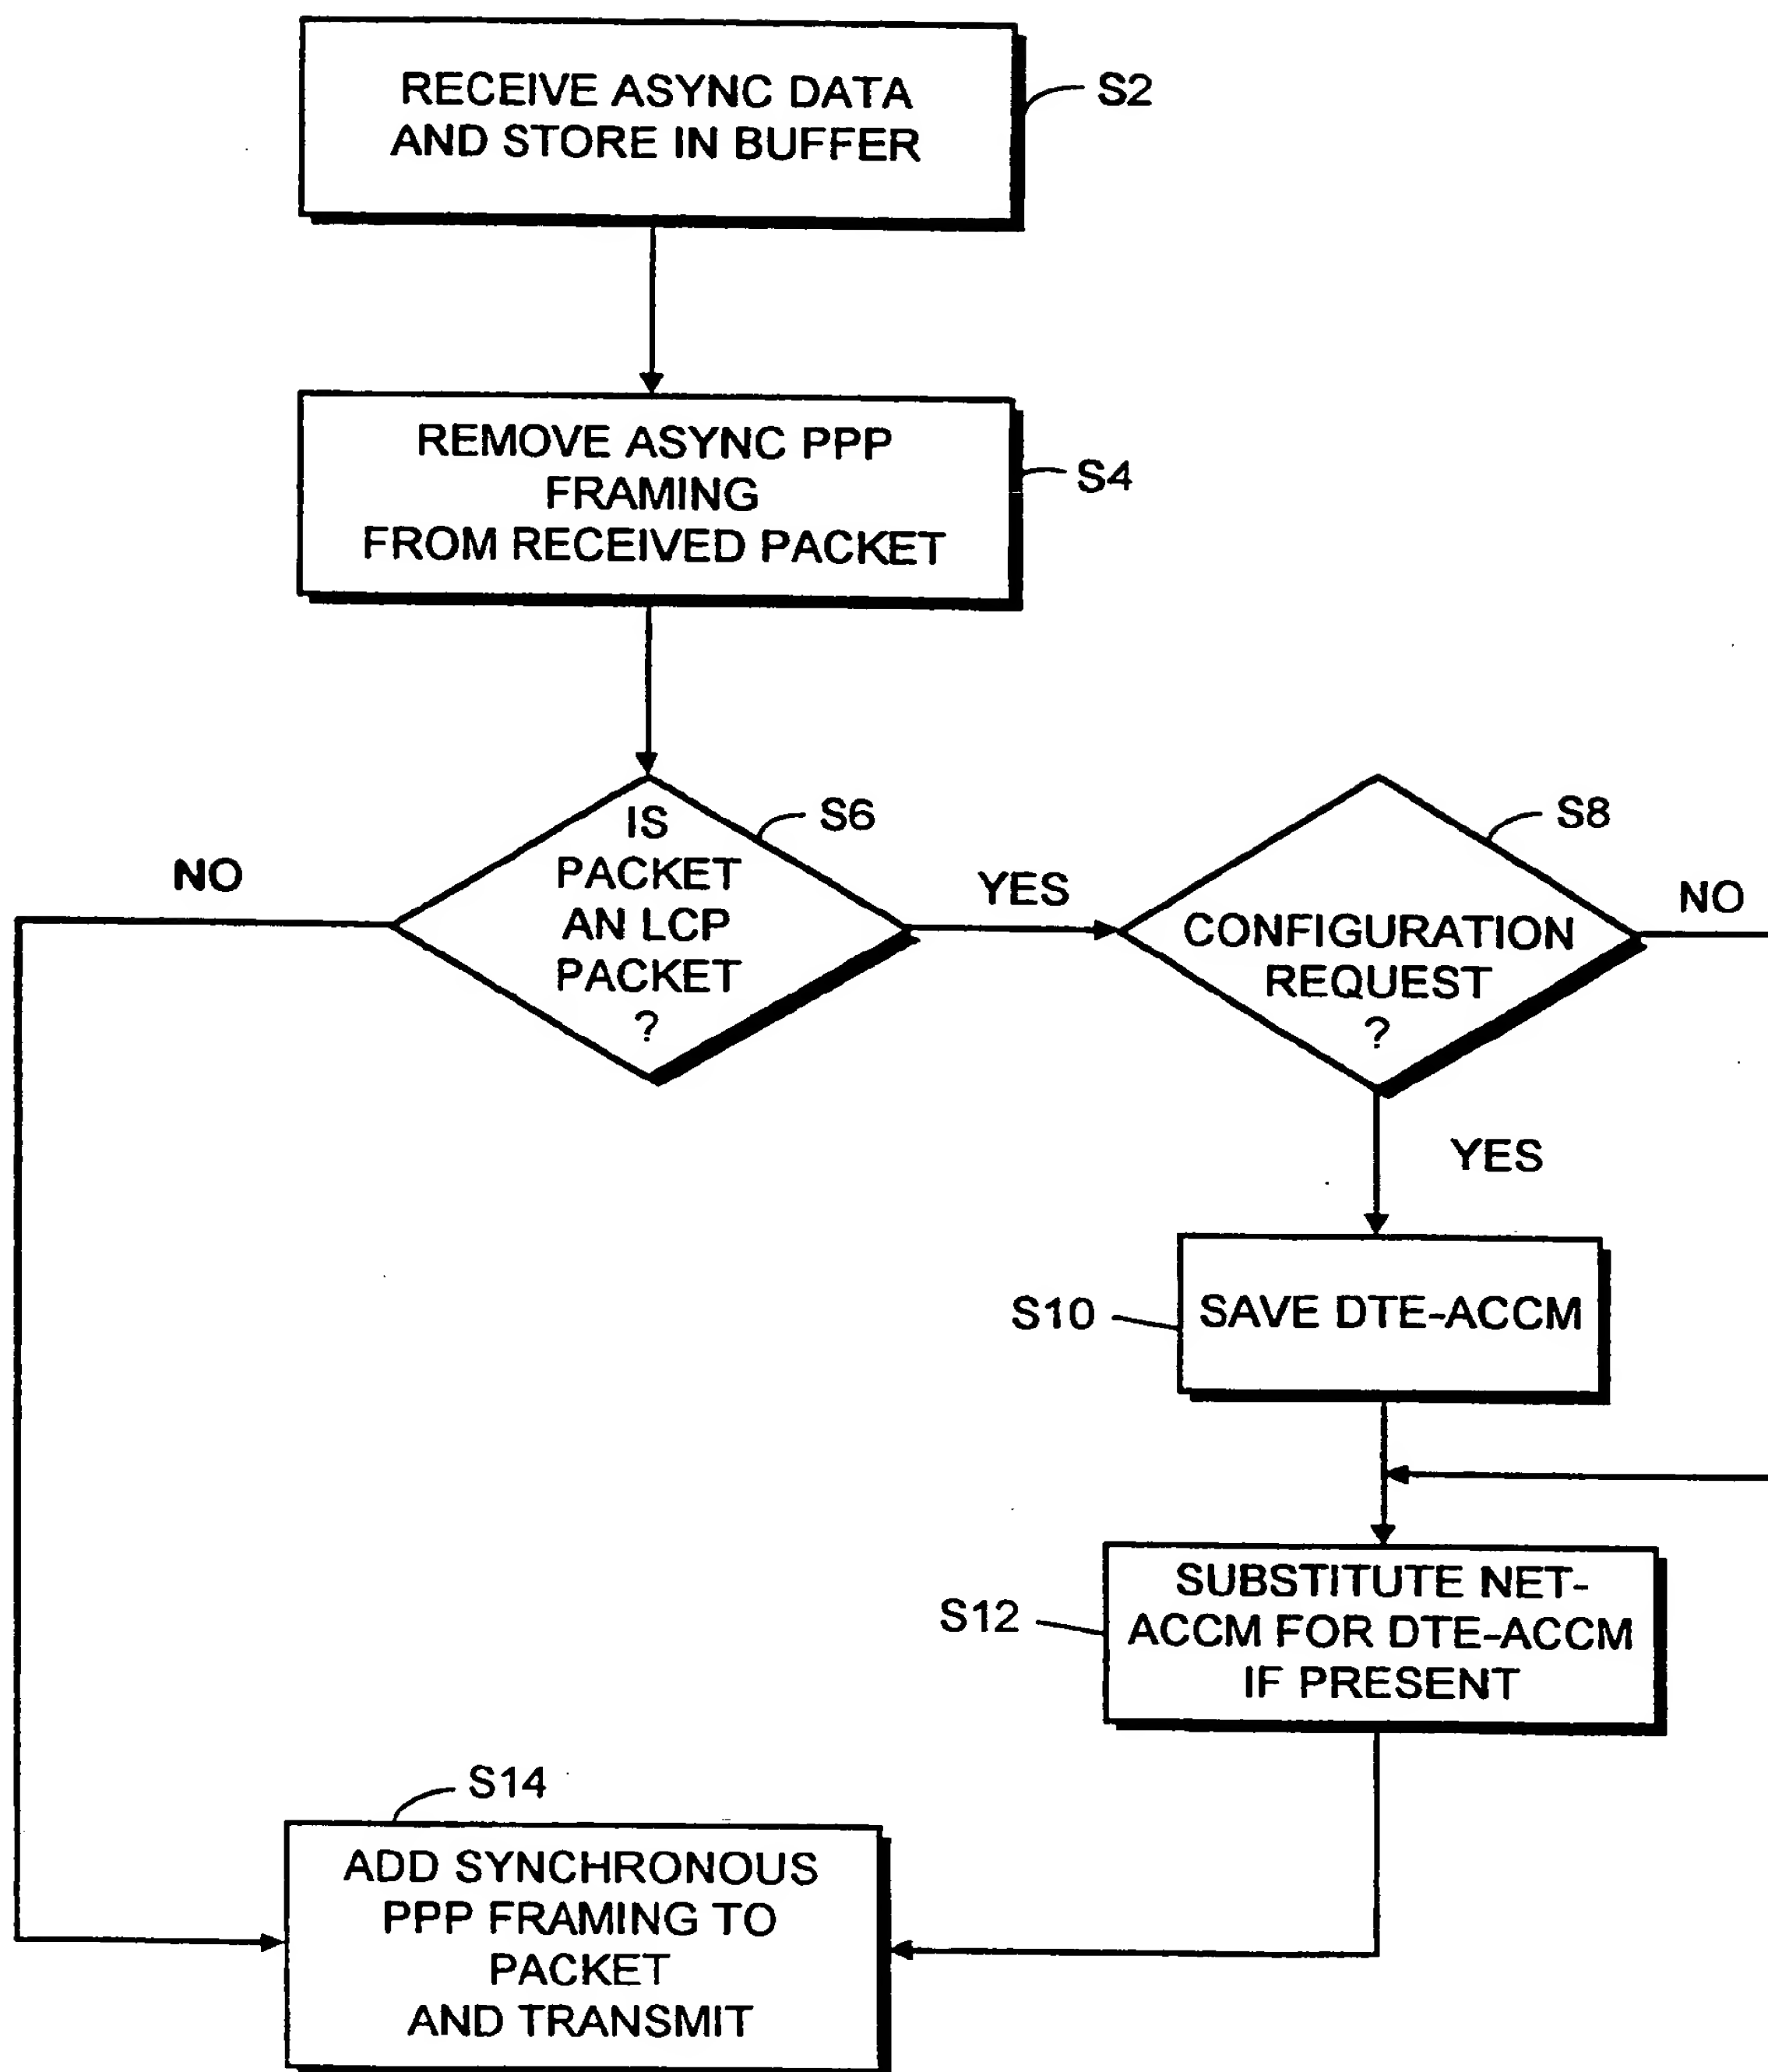 RECEIVE ASYNC DATA
AND STORE IN BUFFER
S2
REMOVE ASYNC PPP
FRAMING
FROM RECEIVED PACKET
S4
IS
PACKET
AN LCP
PACKET
?
S6
NO
YES
CONFIGURATION
REQUEST
?
S8
NO
YES
SAVE DTE-ACCM
S10
SUBSTITUTE NET-
ACCM FOR DTE-ACCM
IF PRESENT
S12
S14
ADD SYNCHRONOUS
PPP FRAMING TO
PACKET
AND TRANSMIT